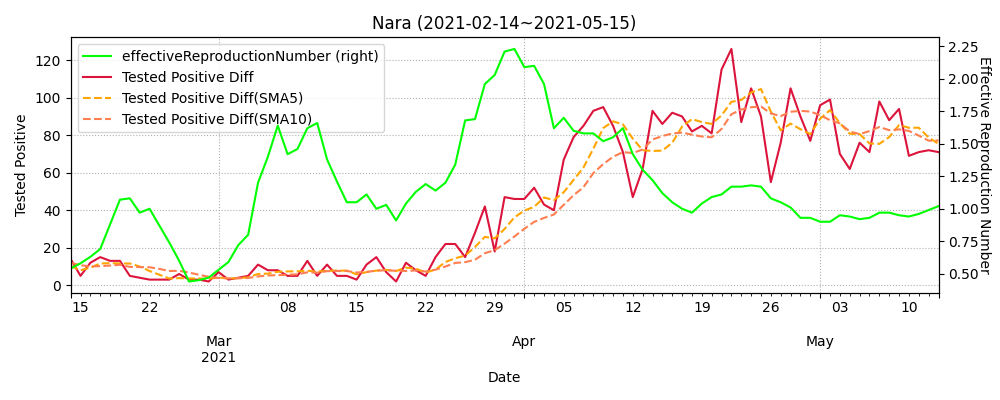 Nara (2021-02-14~2021-05-15)
effectiveReproductionNumber (right)
Tested Positive Diff
Tested Positive Diff(SMA5)
Tested Positive Diff(SMA10)
Tested Positive
120
100
80
60
40
20
0
2.25
2.00
1.75
1.50
1.25
1.00
0.75
0.50
Effective Reproduction Number
15 22 08 15 22 29 05 12 19 26 03 10
Mar Apr May
2021
Date